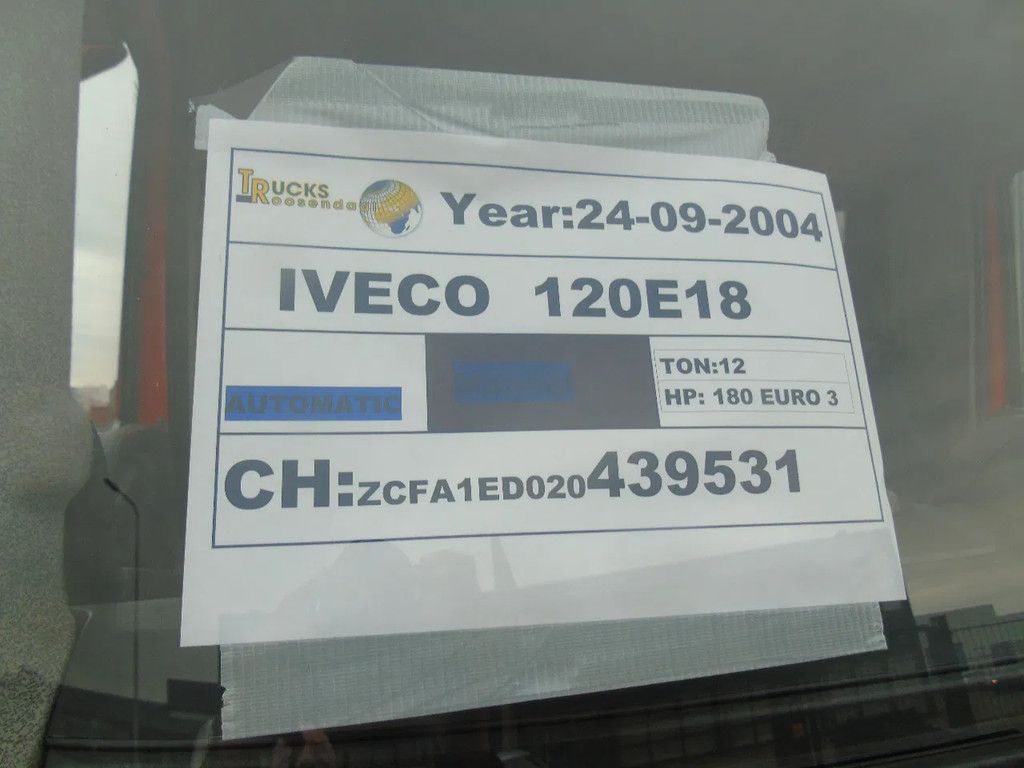 TRUCKS
Roosendaal
Year:24-09-2004
IVECO 120E18
AUTOMATIC
TON:12
HP: 180 EURO 3
CH:ZCFA1ED020439531